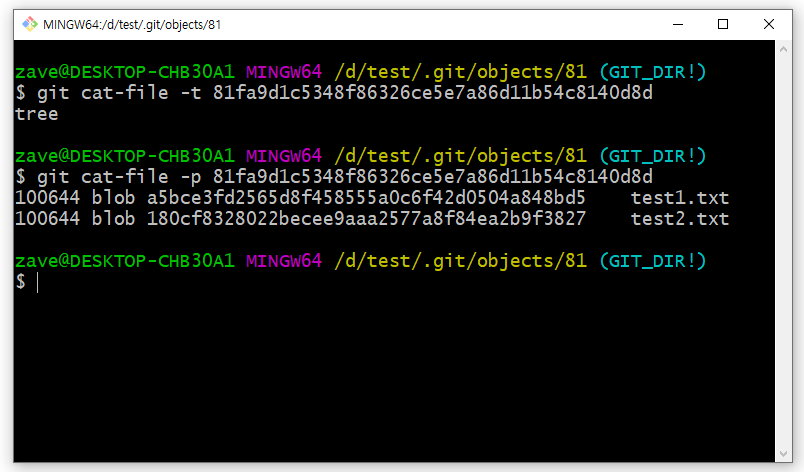 MINGW64:/d/test/.git/objects/81
zave@DESKTOP-CHB30A1 MINGW64 /d/test/.git/objects/81 (GIT_DIR!)
$ git cat-file -t 81fa9d1c5348f86326ce5e7a86d11b54c8140d8d
tree
zave@DESKTOP-CHB30A1 MINGW64 /d/test/.git/objects/81 (GIT_DIR!)
$ git cat-file -p 81fa9d1c5348f86326ce5e7a86d11b54c8140d8d
100644 blob a5bce3fd2565d8f458555a0c6f42d0504a848bd5    test1.txt
100644 blob 180cf8328022becee9aaa2577a8f84ea2b9f3827    test2.txt
zave@DESKTOP-CHB30A1 MINGW64 /d/test/.git/objects/81 (GIT_DIR!)
$